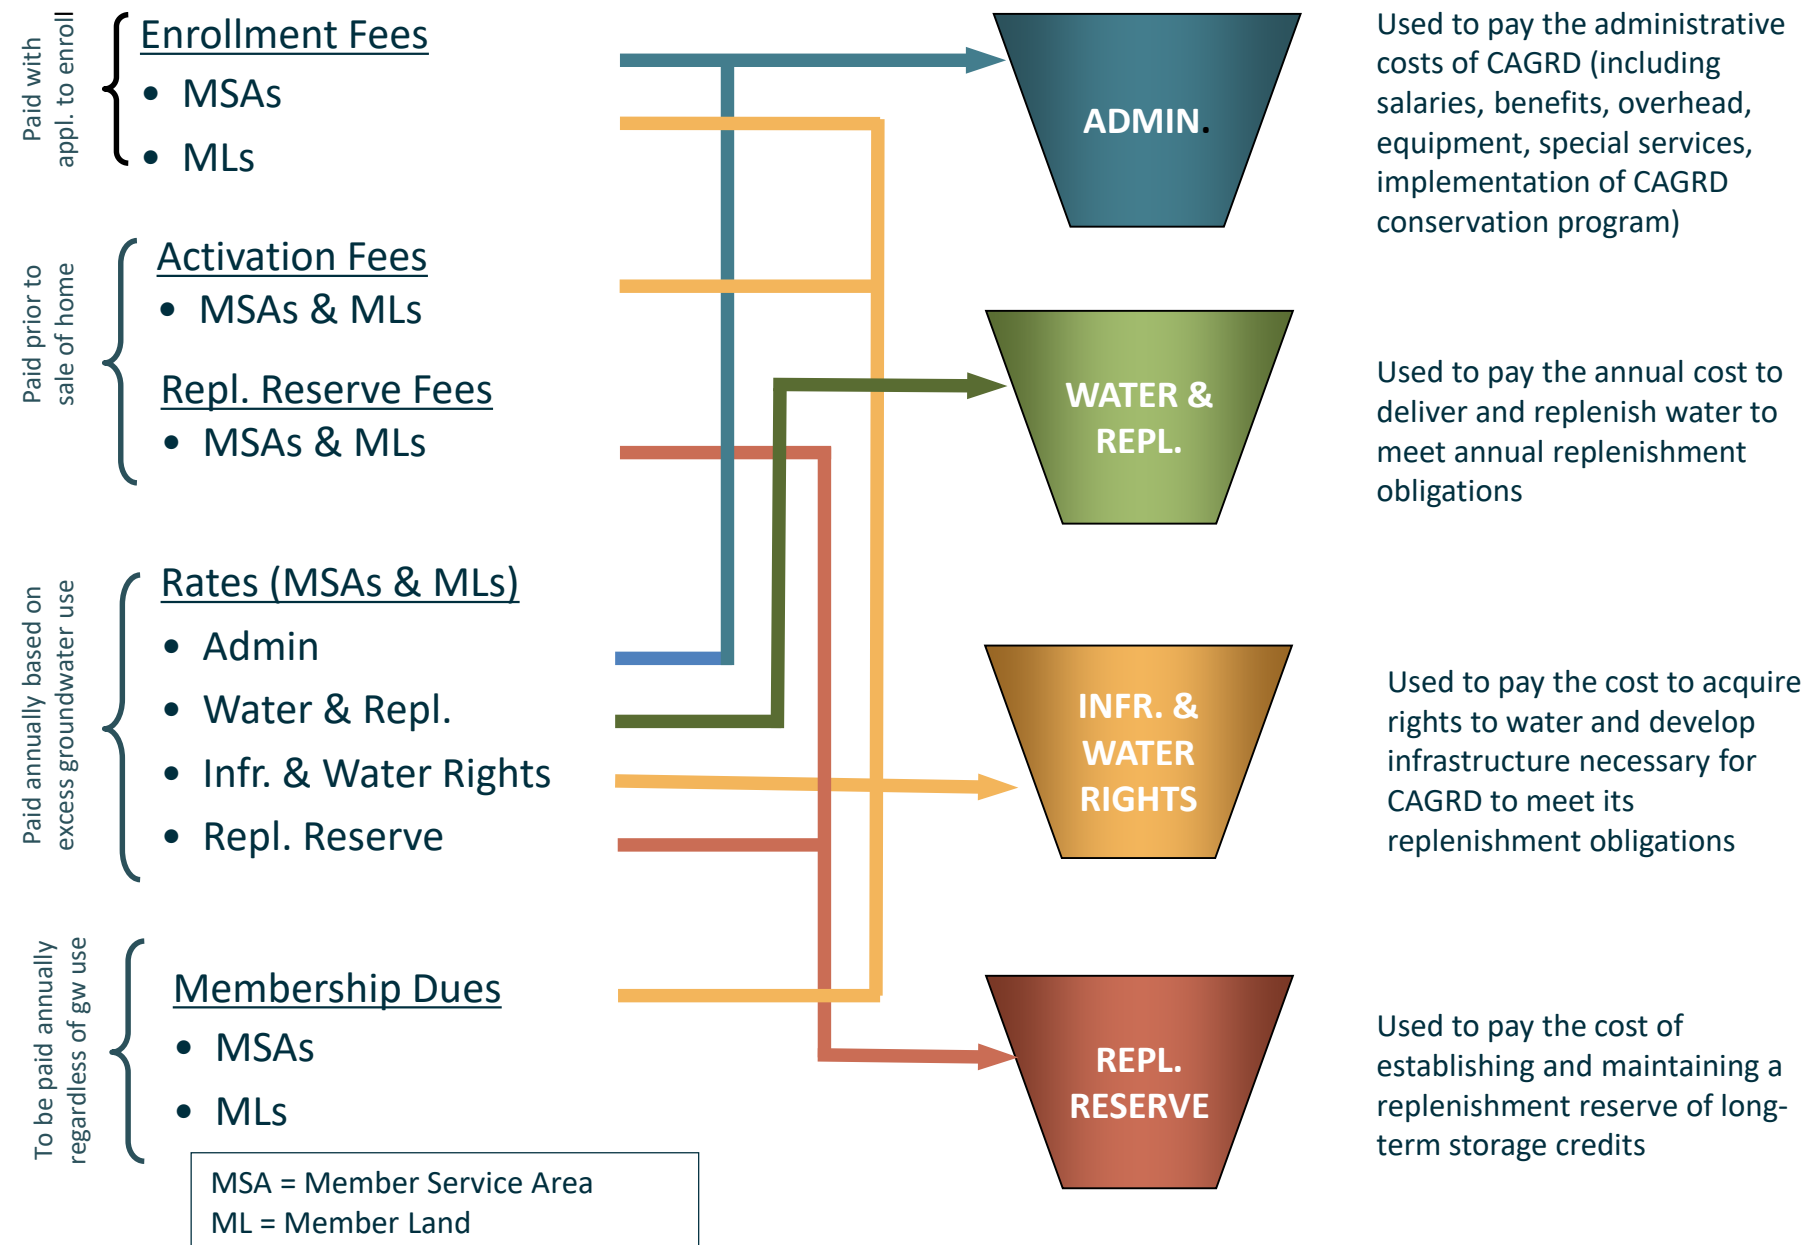 Paid with
appl. to enroll
Enrollment Fees
• MSAs
• MLs
Paid prior to
sale of home
Activation Fees
• MSAs & MLs
Repl. Reserve Fees
• MSAs & MLs
Paid annually based on
excess groundwater use
Rates (MSAs & MLs)
• Admin
• Water & Repl.
• Infr. & Water Rights
• Repl. Reserve
To be paid annually
regardless of gw use
Membership Dues
• MSAs
• MLs
MSA = Member Service Area
ML = Member Land
ADMIN.
Used to pay the administrative
costs of CAGRD (including
salaries, benefits, overhead,
equipment, special services,
implementation of CAGRD
conservation program)
WATER &
REPL.
Used to pay the annual cost to
deliver and replenish water to
meet annual replenishment
obligations
INFR. &
WATER
RIGHTS
Used to pay the cost to acquire
rights to water and develop
infrastructure necessary for
CAGRD to meet its
replenishment obligations
REPL.
RESERVE
Used to pay the cost of
establishing and maintaining a
replenishment reserve of long-
term storage credits